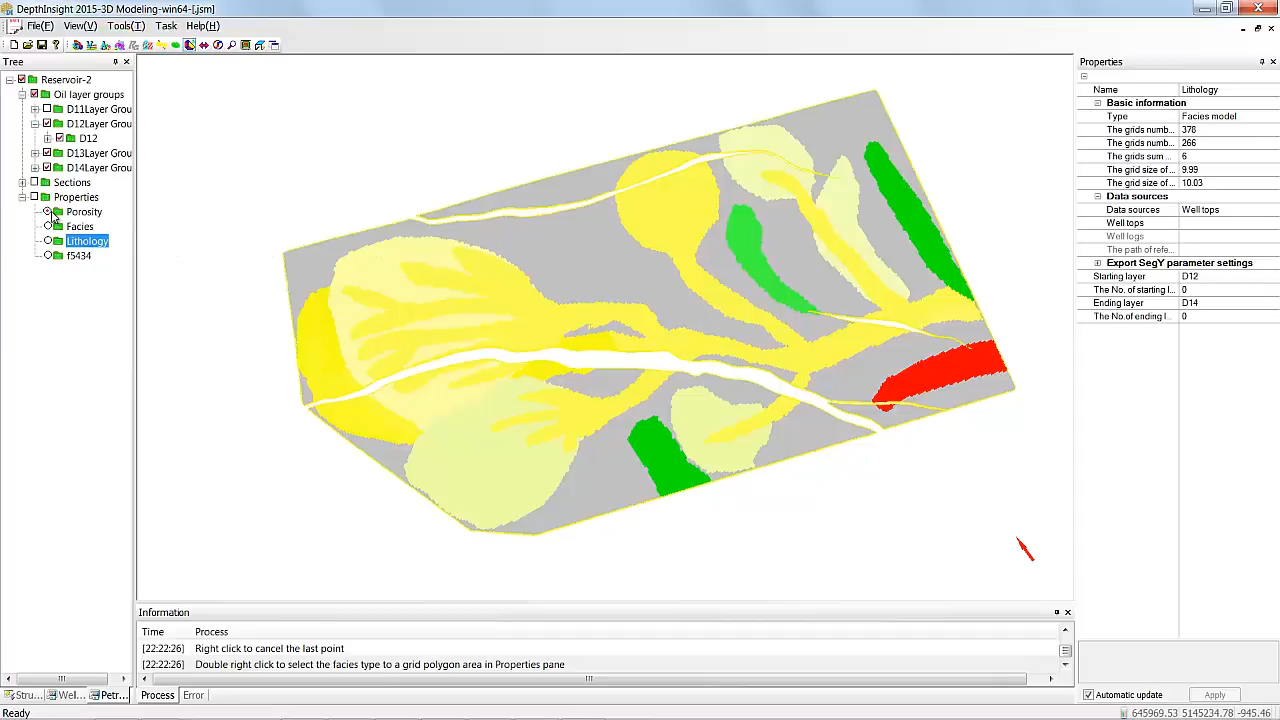 DepthInsight 2015-3D Modeling-win64-[.jsm]
File(F) View(V) Tools(T) Task Help(H)
Tree
Reservoir-2
Oil layer groups
D11Layer Grou
D12Layer Grou
D12
D13Layer Grou
D14Layer Grou
Sections
Properties
Porosity
Facies
Lithology
f5434
Stru... Wel... Petr...
Information
Time Process
[22:22:26] Right click to cancel the last point
[22:22:26] Double right click to select the facies type to a grid polygon area in Properties pane
Process Error
Properties
Name Lithology
Basic information
Type Facies model
The grids numb... 378
The grids numb... 266
The grids sum ... 6
The grid size of ... 9.99
The grid size of ... 10.03
Data sources
Data sources Well tops
Well tops
Well logs
The path of refe...
Export SegY parameter settings
Starting layer D12
The No. of starting l... 0
Ending layer D14
The No.of ending l... 0
Automatic update Apply
Ready 645969.53 5145234.78 -945.46